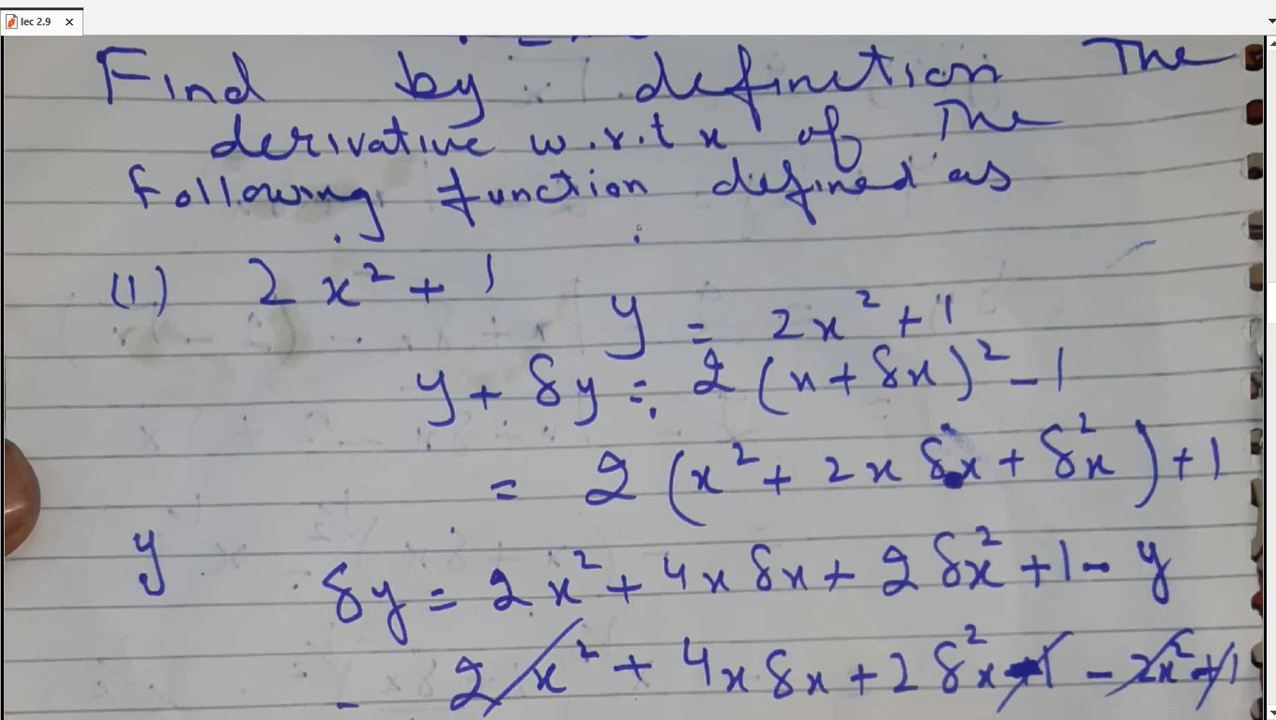 lec 2.9
Find by definition The
derivative w.r.t x of The
following function defined as
(1) 2x² + 1
y = 2x² + 1
y + δy = 2(x + δx)² - 1
= 2(x² + 2x δx + δ²x) + 1
y
δy = 2x² + 4x δx + 2δx² + 1 - y
= 2x² + 4x δx + 2δ²x + 1 - 2x² + 1